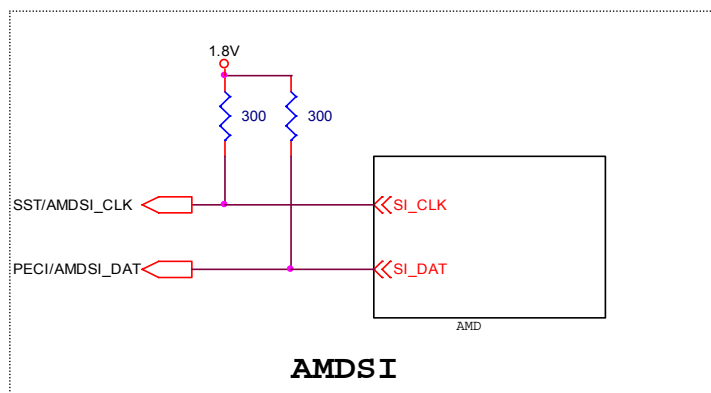 1.8V
300 300
SST/AMDSI_CLK SI_CLK
PECI/AMDSI_DAT SI_DAT
AMD
AMDSI